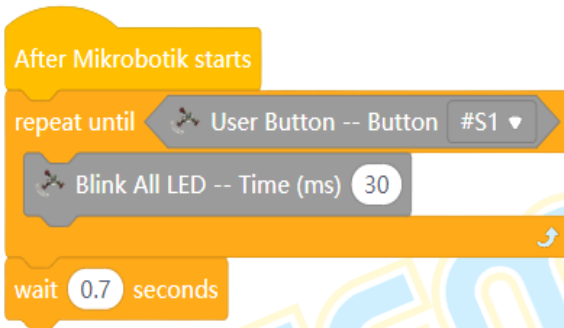 After Mikrobotik starts
repeat until User Button -- Button #S1
Blink All LED -- Time (ms) 30
wait 0.7 seconds